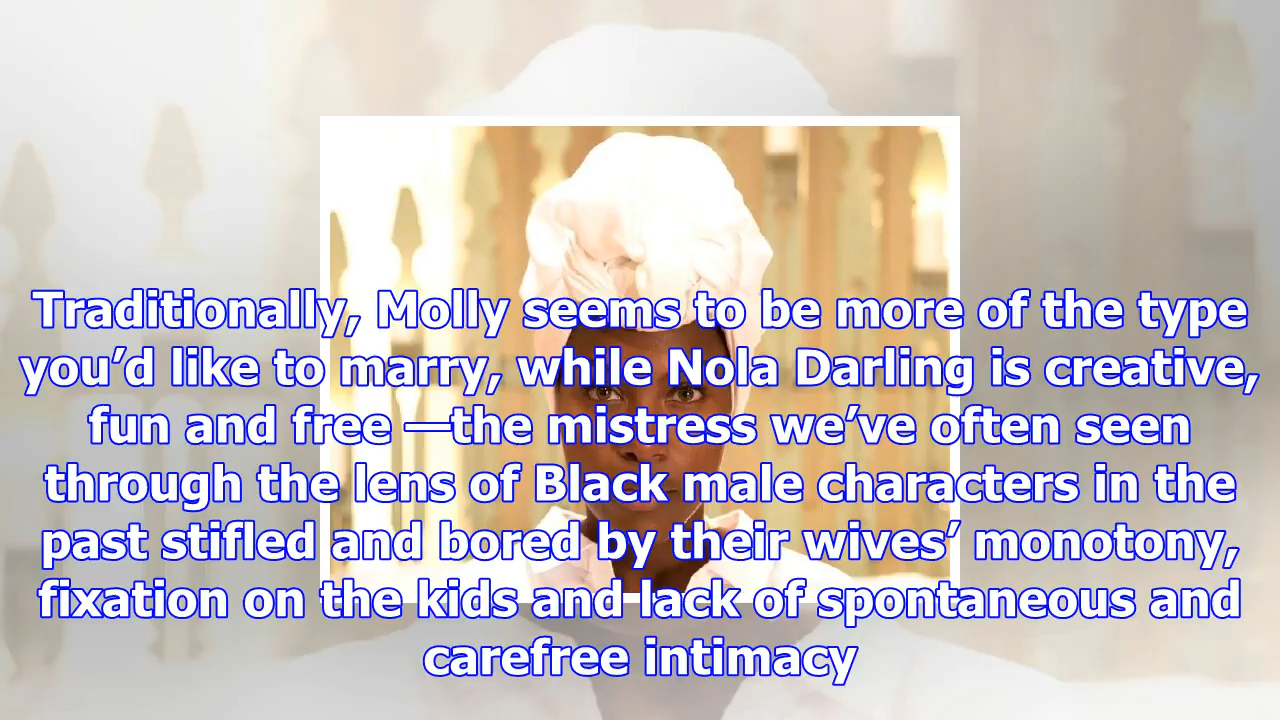 Traditionally, Molly seems to be more of the type
you’d like to marry, while Nola Darling is creative,
fun and free —the mistress we’ve often seen
through the lens of Black male characters in the
past stifled and bored by their wives’ monotony,
fixation on the kids and lack of spontaneous and
carefree intimacy